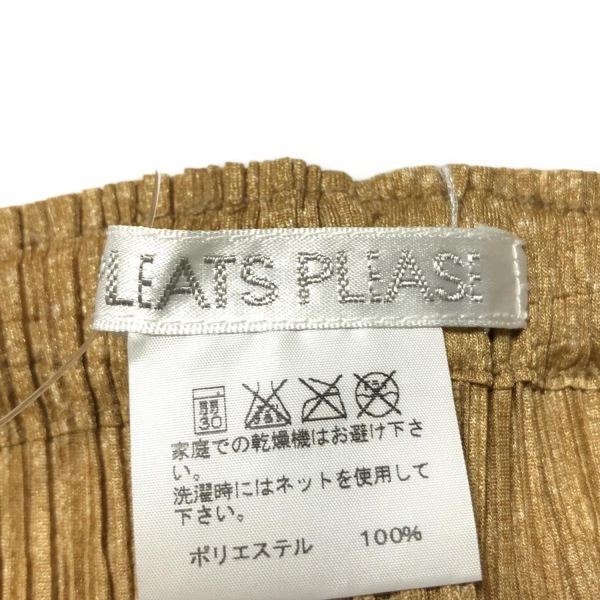 LEATS PLEASE
弱
30
家庭での乾燥機はお避け下さ
い。
洗濯時にはネットを使用して
下さい。
ポリエステル 100%